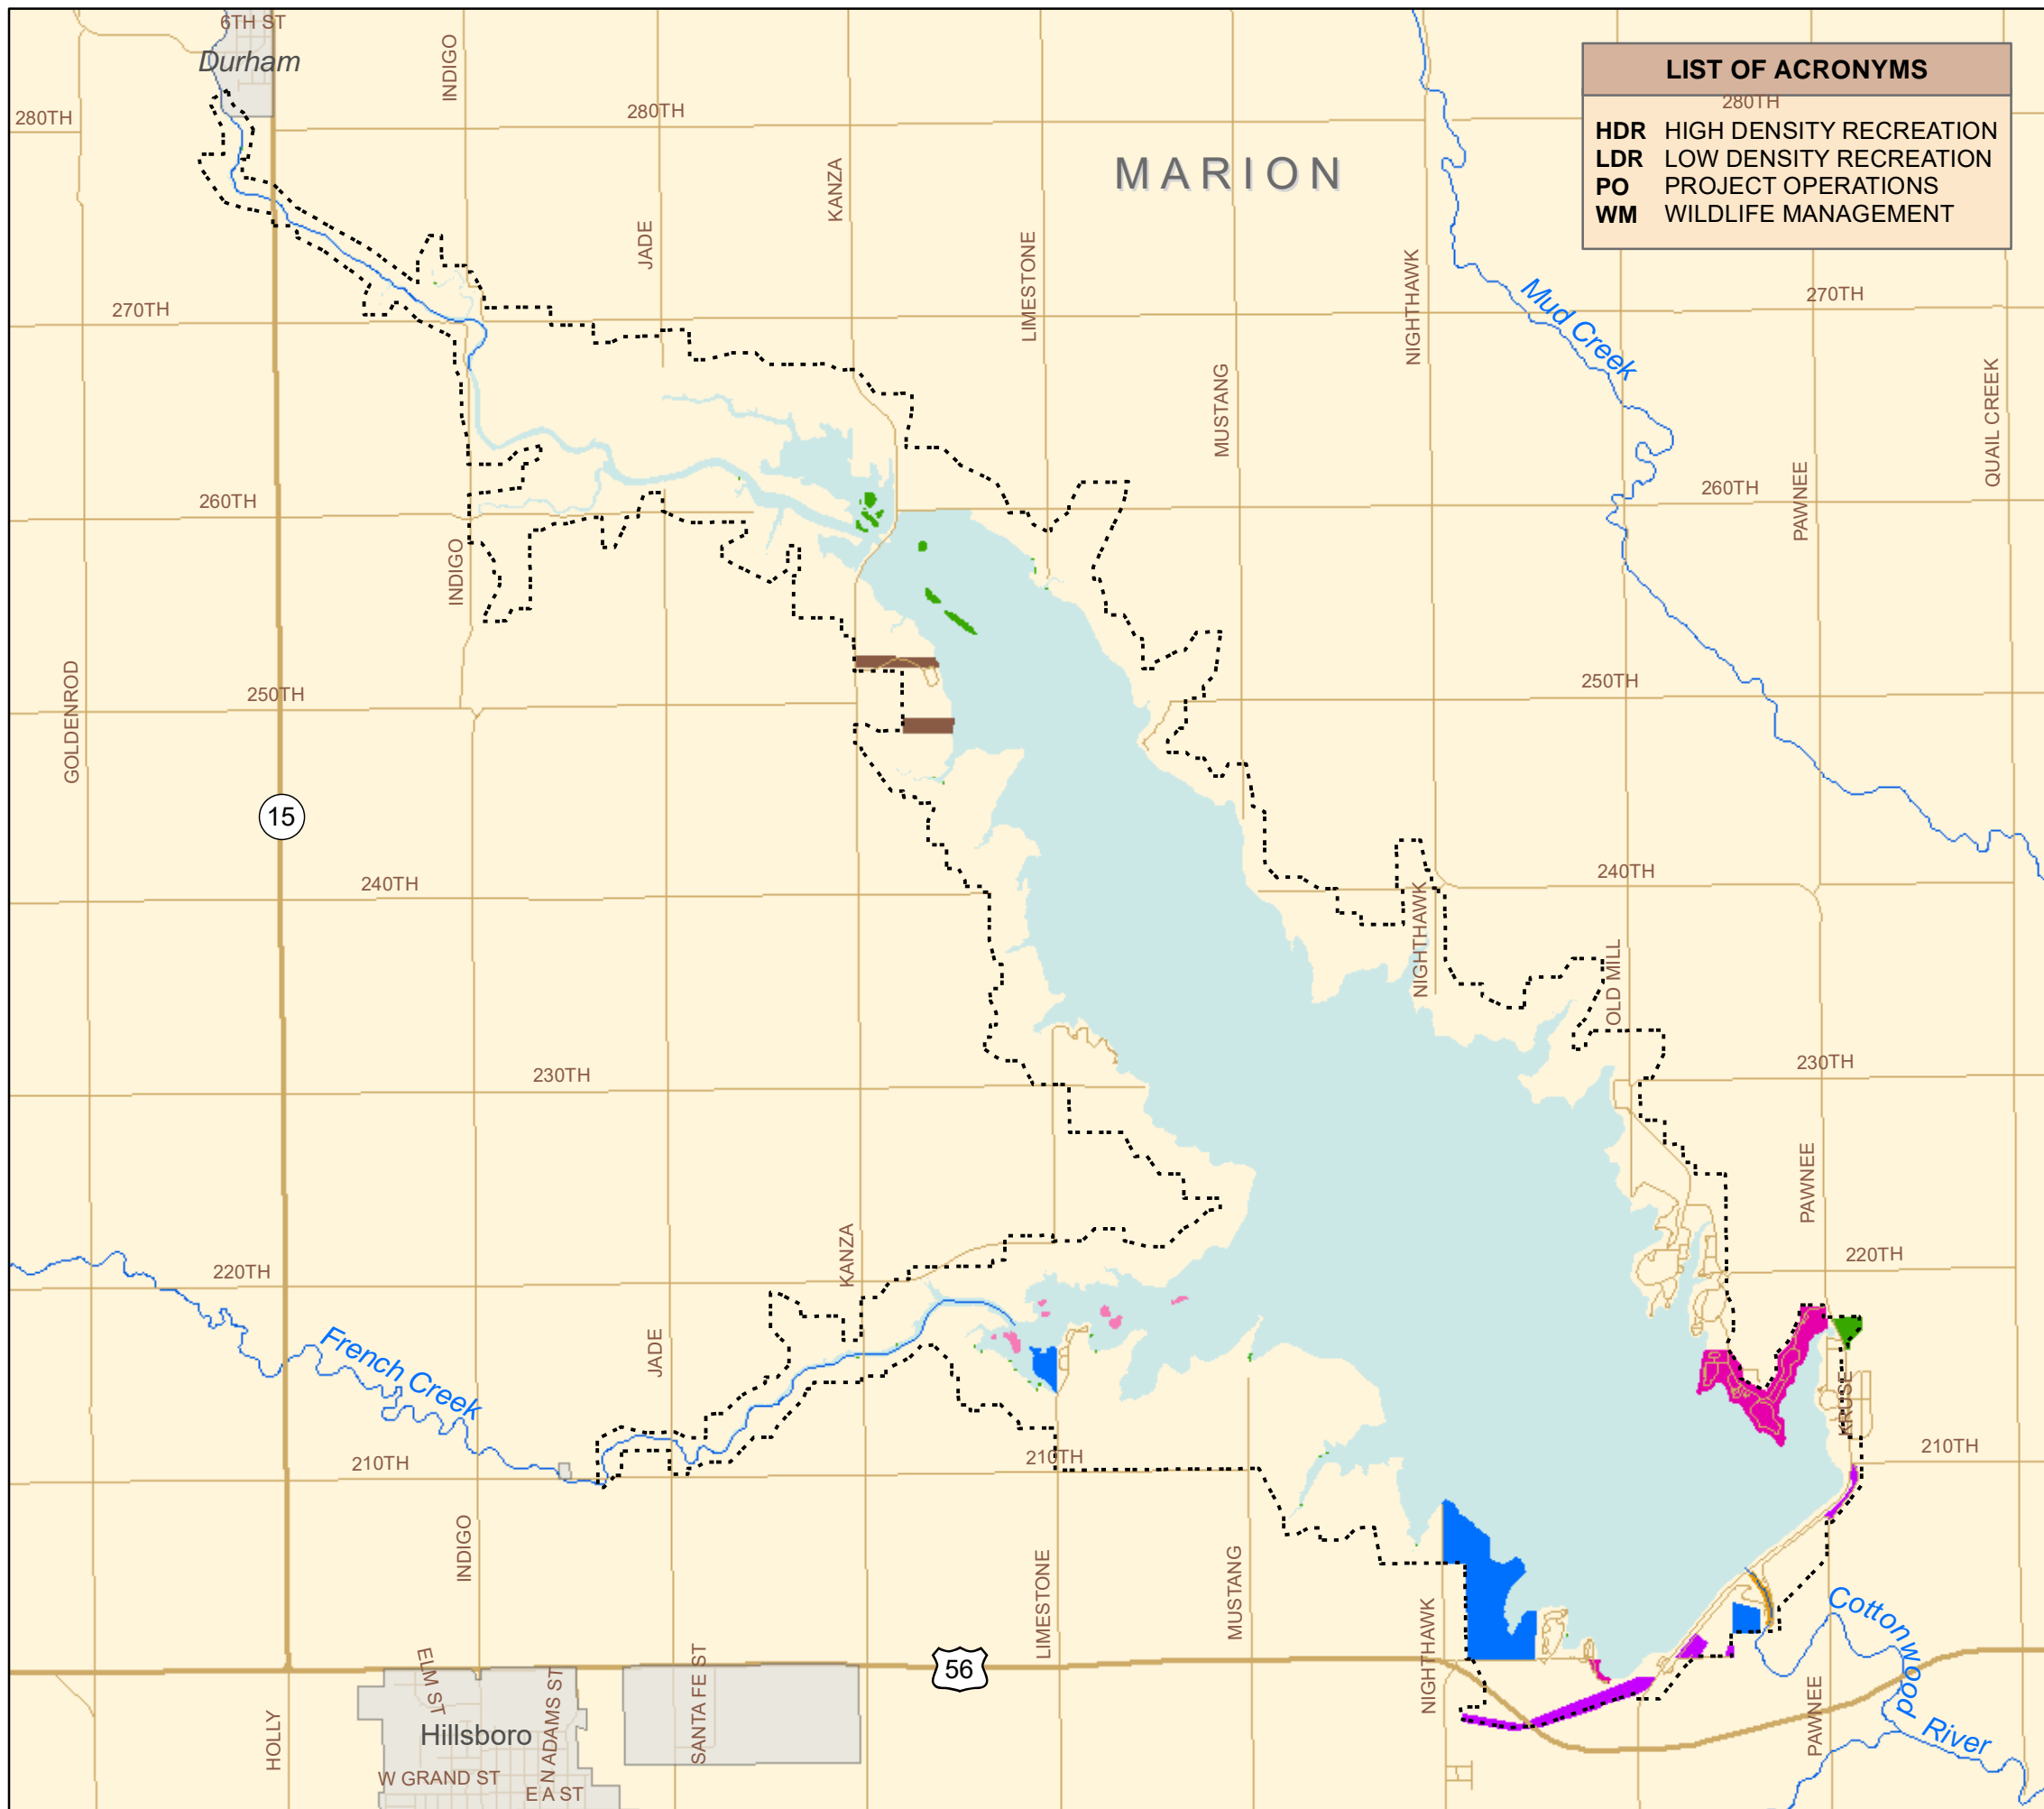 6TH ST
Durham
INDIGO
280TH
280TH
KANZA
MARION
LIST OF ACRONYMS
280TH
HDR HIGH DENSITY RECREATION
LDR LOW DENSITY RECREATION
PO PROJECT OPERATIONS
WM WILDLIFE MANAGEMENT
JADE
LIMESTONE
NIGHTHAWK
Mud Creek
270TH
270TH
MUSTANG
QUAIL CREEK
PAWNEE
260TH
260TH
INDIGO
GOLDENROD
250TH
250TH
15
240TH
240TH
NIGHTHAWK
OLD MILL
230TH
230TH
PAWNEE
KANZA
220TH
220TH
French Creek
JADE
KRUSE
210TH
210TH
210TH
INDIGO
LIMESTONE
MUSTANG
NIGHTHAWK
Cottonwood River
PAWNEE
56
ELM ST
N ADAMS ST
SANTA FE ST
HOLLY
Hillsboro
W GRAND ST
E A ST